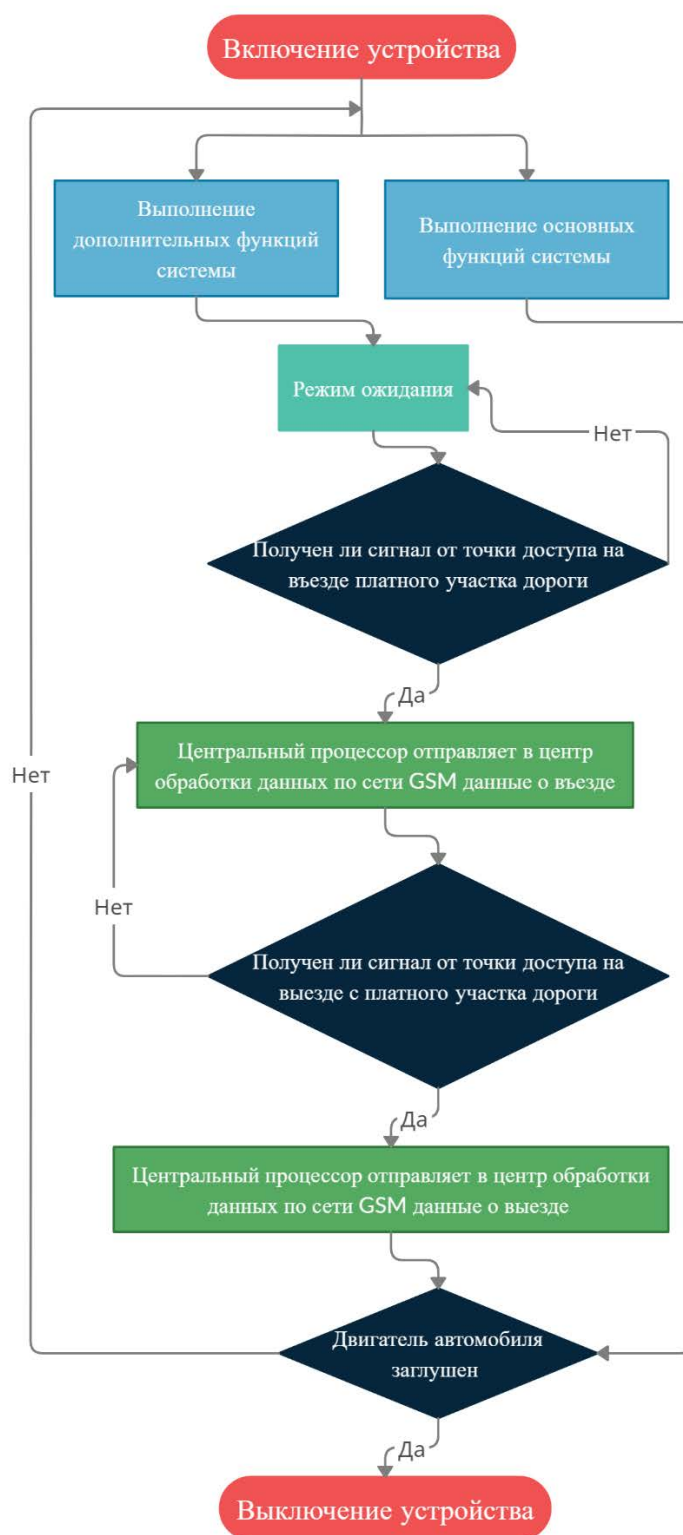 Включение устройства
Выполнение
дополнительных функций
системы
Выполнение основных
функций системы
Режим ожидания
Нет
Получен ли сигнал от точки доступа на
въезде платного участка дороги
Да
Центральный процессор отправляет в центр
обработки данных по сети GSM данные о въезде
Нет
Нет
Получен ли сигнал от точки доступа на
выезде с платного участка дороги
Да
Центральный процессор отправляет в центр обработки
данных по сети GSM данные о выезде
Двигатель автомобиля
заглушен
Да
Выключение устройства